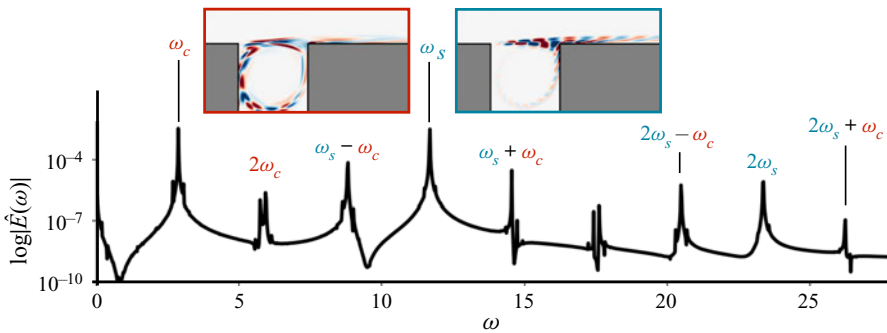 ω_c
ω_s
2ω_c
ω_s − ω_c
ω_s + ω_c
2ω_s − ω_c
2ω_s
2ω_s + ω_c
log|Ê(ω)|
10⁻⁴
10⁻⁷
10⁻¹⁰
0 5 10 15 20 25
ω